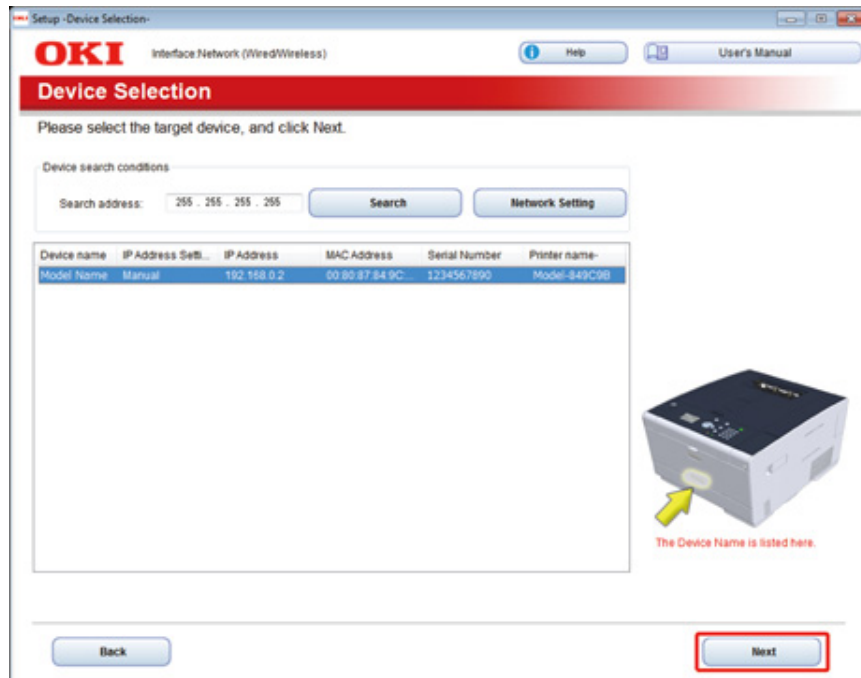 OKI
Setup -Device Selection-
OKI Interface:Network (Wired/Wireless) Help User's Manual
Device Selection
Please select the target device, and click Next.
Device search conditions
Search address: 255 . 255 . 255 . 255 Search Network Setting
Device name IP Address Setti... IP Address MAC Address Serial Number Printer name-
Model Name Manual 192.168.0.2 00:80:87:84:9C... 1234567890 Model-849C9B
The Device Name is listed here.
Back Next